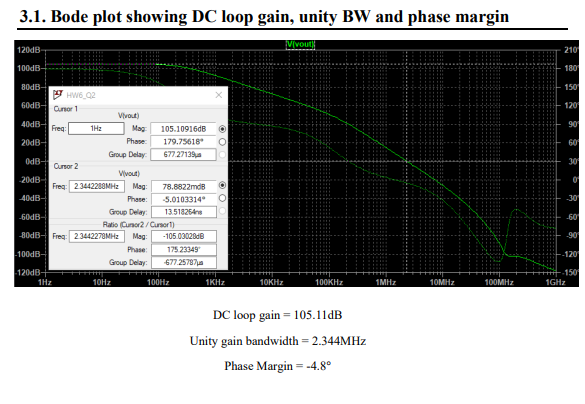 3.1. Bode plot showing DC loop gain, unity BW and phase margin
V(vout)
120dB 210°
100dB 180°
80dB 150°
60dB 120°
40dB 90°
20dB 60°
0dB 30°
-20dB 0°
-40dB -30°
-60dB -60°
-80dB -90°
-100dB -120°
-120dB -150°
1Hz 10Hz 100Hz 1KHz 10KHz 100KHz 1MHz 10MHz 100MHz 1GHz
HW6_Q2
Cursor 1
V(vout)
Freq: 1Hz Mag: 105.10916dB
Phase: 179.75618°
Group Delay: 677.27139µs
Cursor 2
V(vout)
Freq: 2.3442288MHz Mag: 78.8822mdB
Phase: -5.0103314°
Group Delay: 13.518264ns
Ratio (Cursor2 / Cursor1)
Freq: 2.3442278MHz Mag: -105.03028dB
Phase: 175.23349°
Group Delay: -677.25787µs
DC loop gain = 105.11dB
Unity gain bandwidth = 2.344MHz
Phase Margin = -4.8°